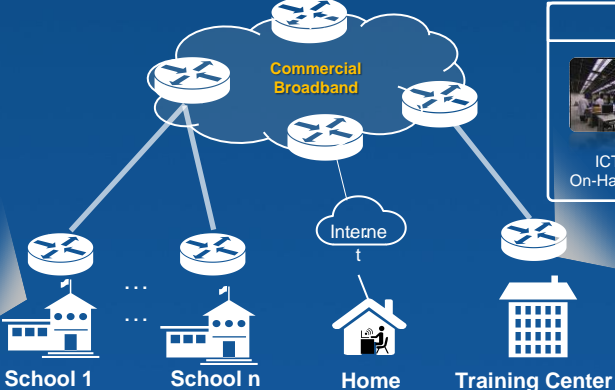 Commercial
Broadband
ICT
On-Ha
Interne
t
...
...
School 1
School n
Home
Training Center